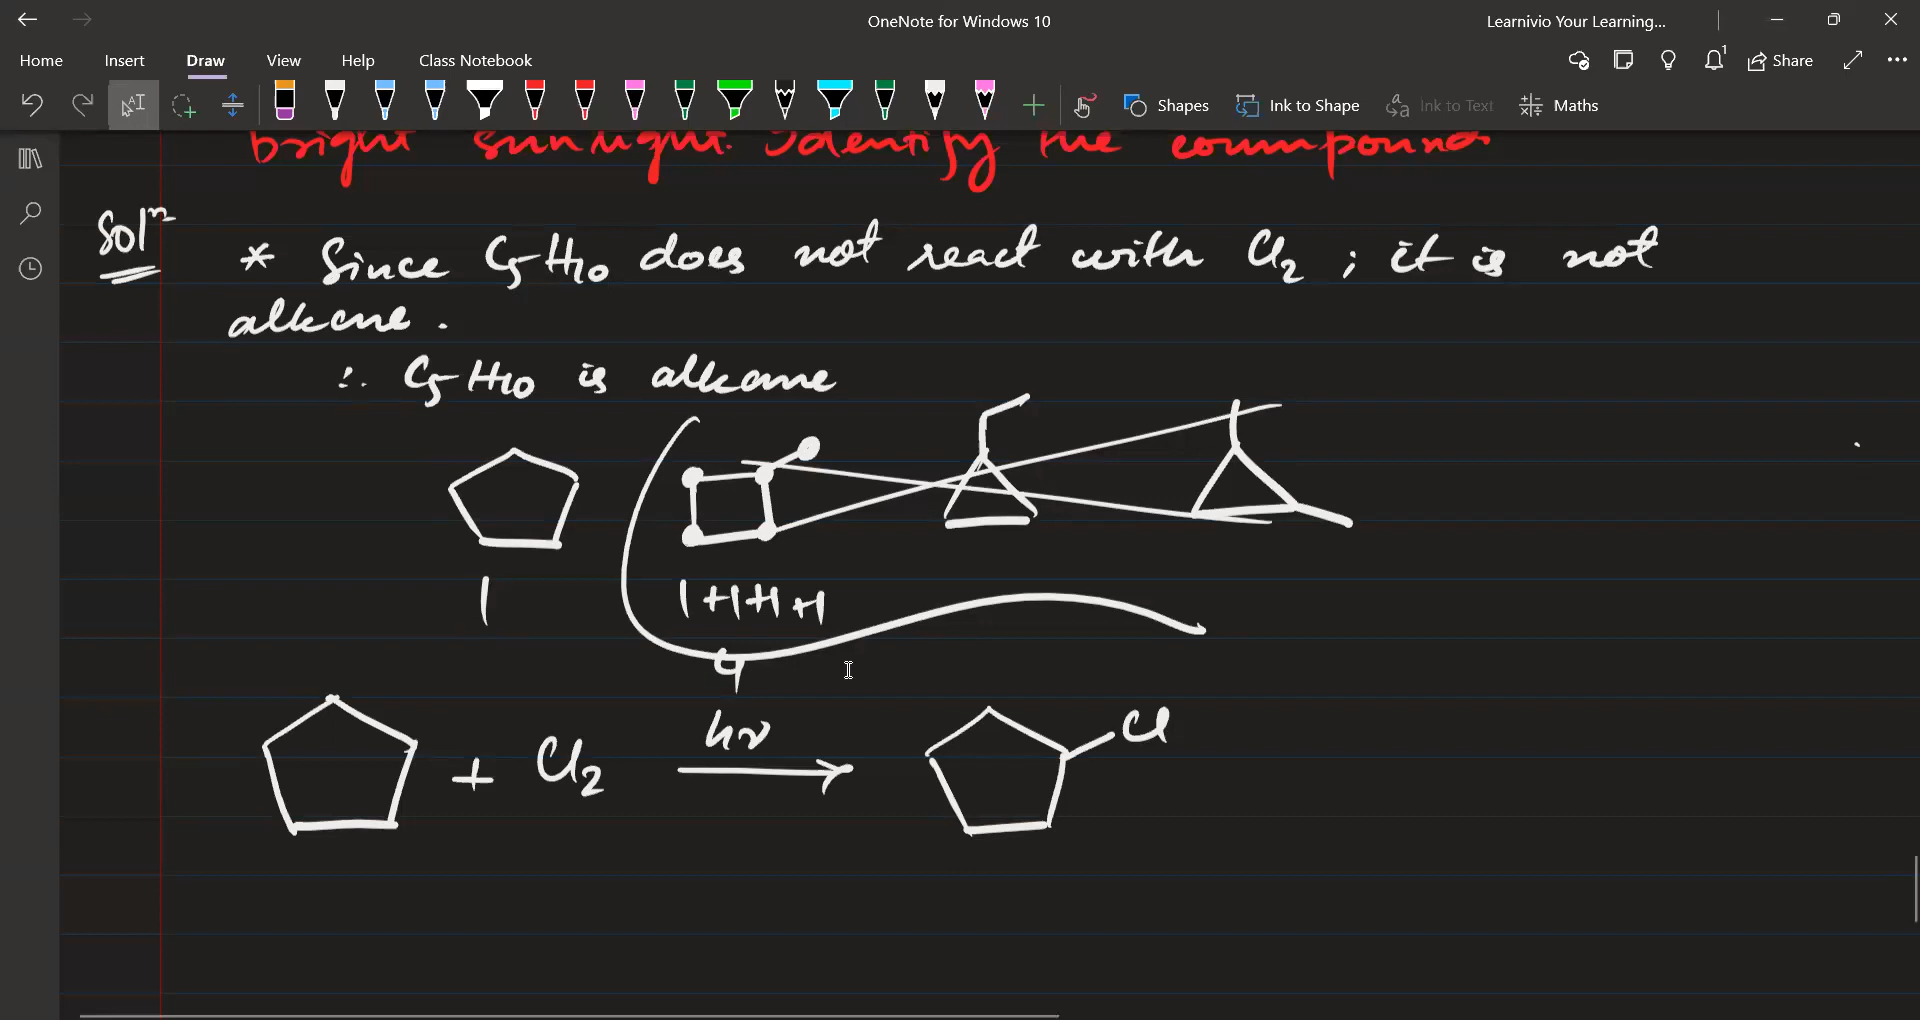 OneNote for Windows 10
Learnivio Your Learning...
Home Insert Draw View Help Class Notebook
1
Share
Shapes Ink to Shape Ink to Text Maths
bright sunlight. Identify the compound.
Solⁿ
* Since C5H10 does not react with Cl2 ; it is not
alkene .
∴ C5H10 is alkane
1 1+1+1+1
4
+ Cl2 hν Cl